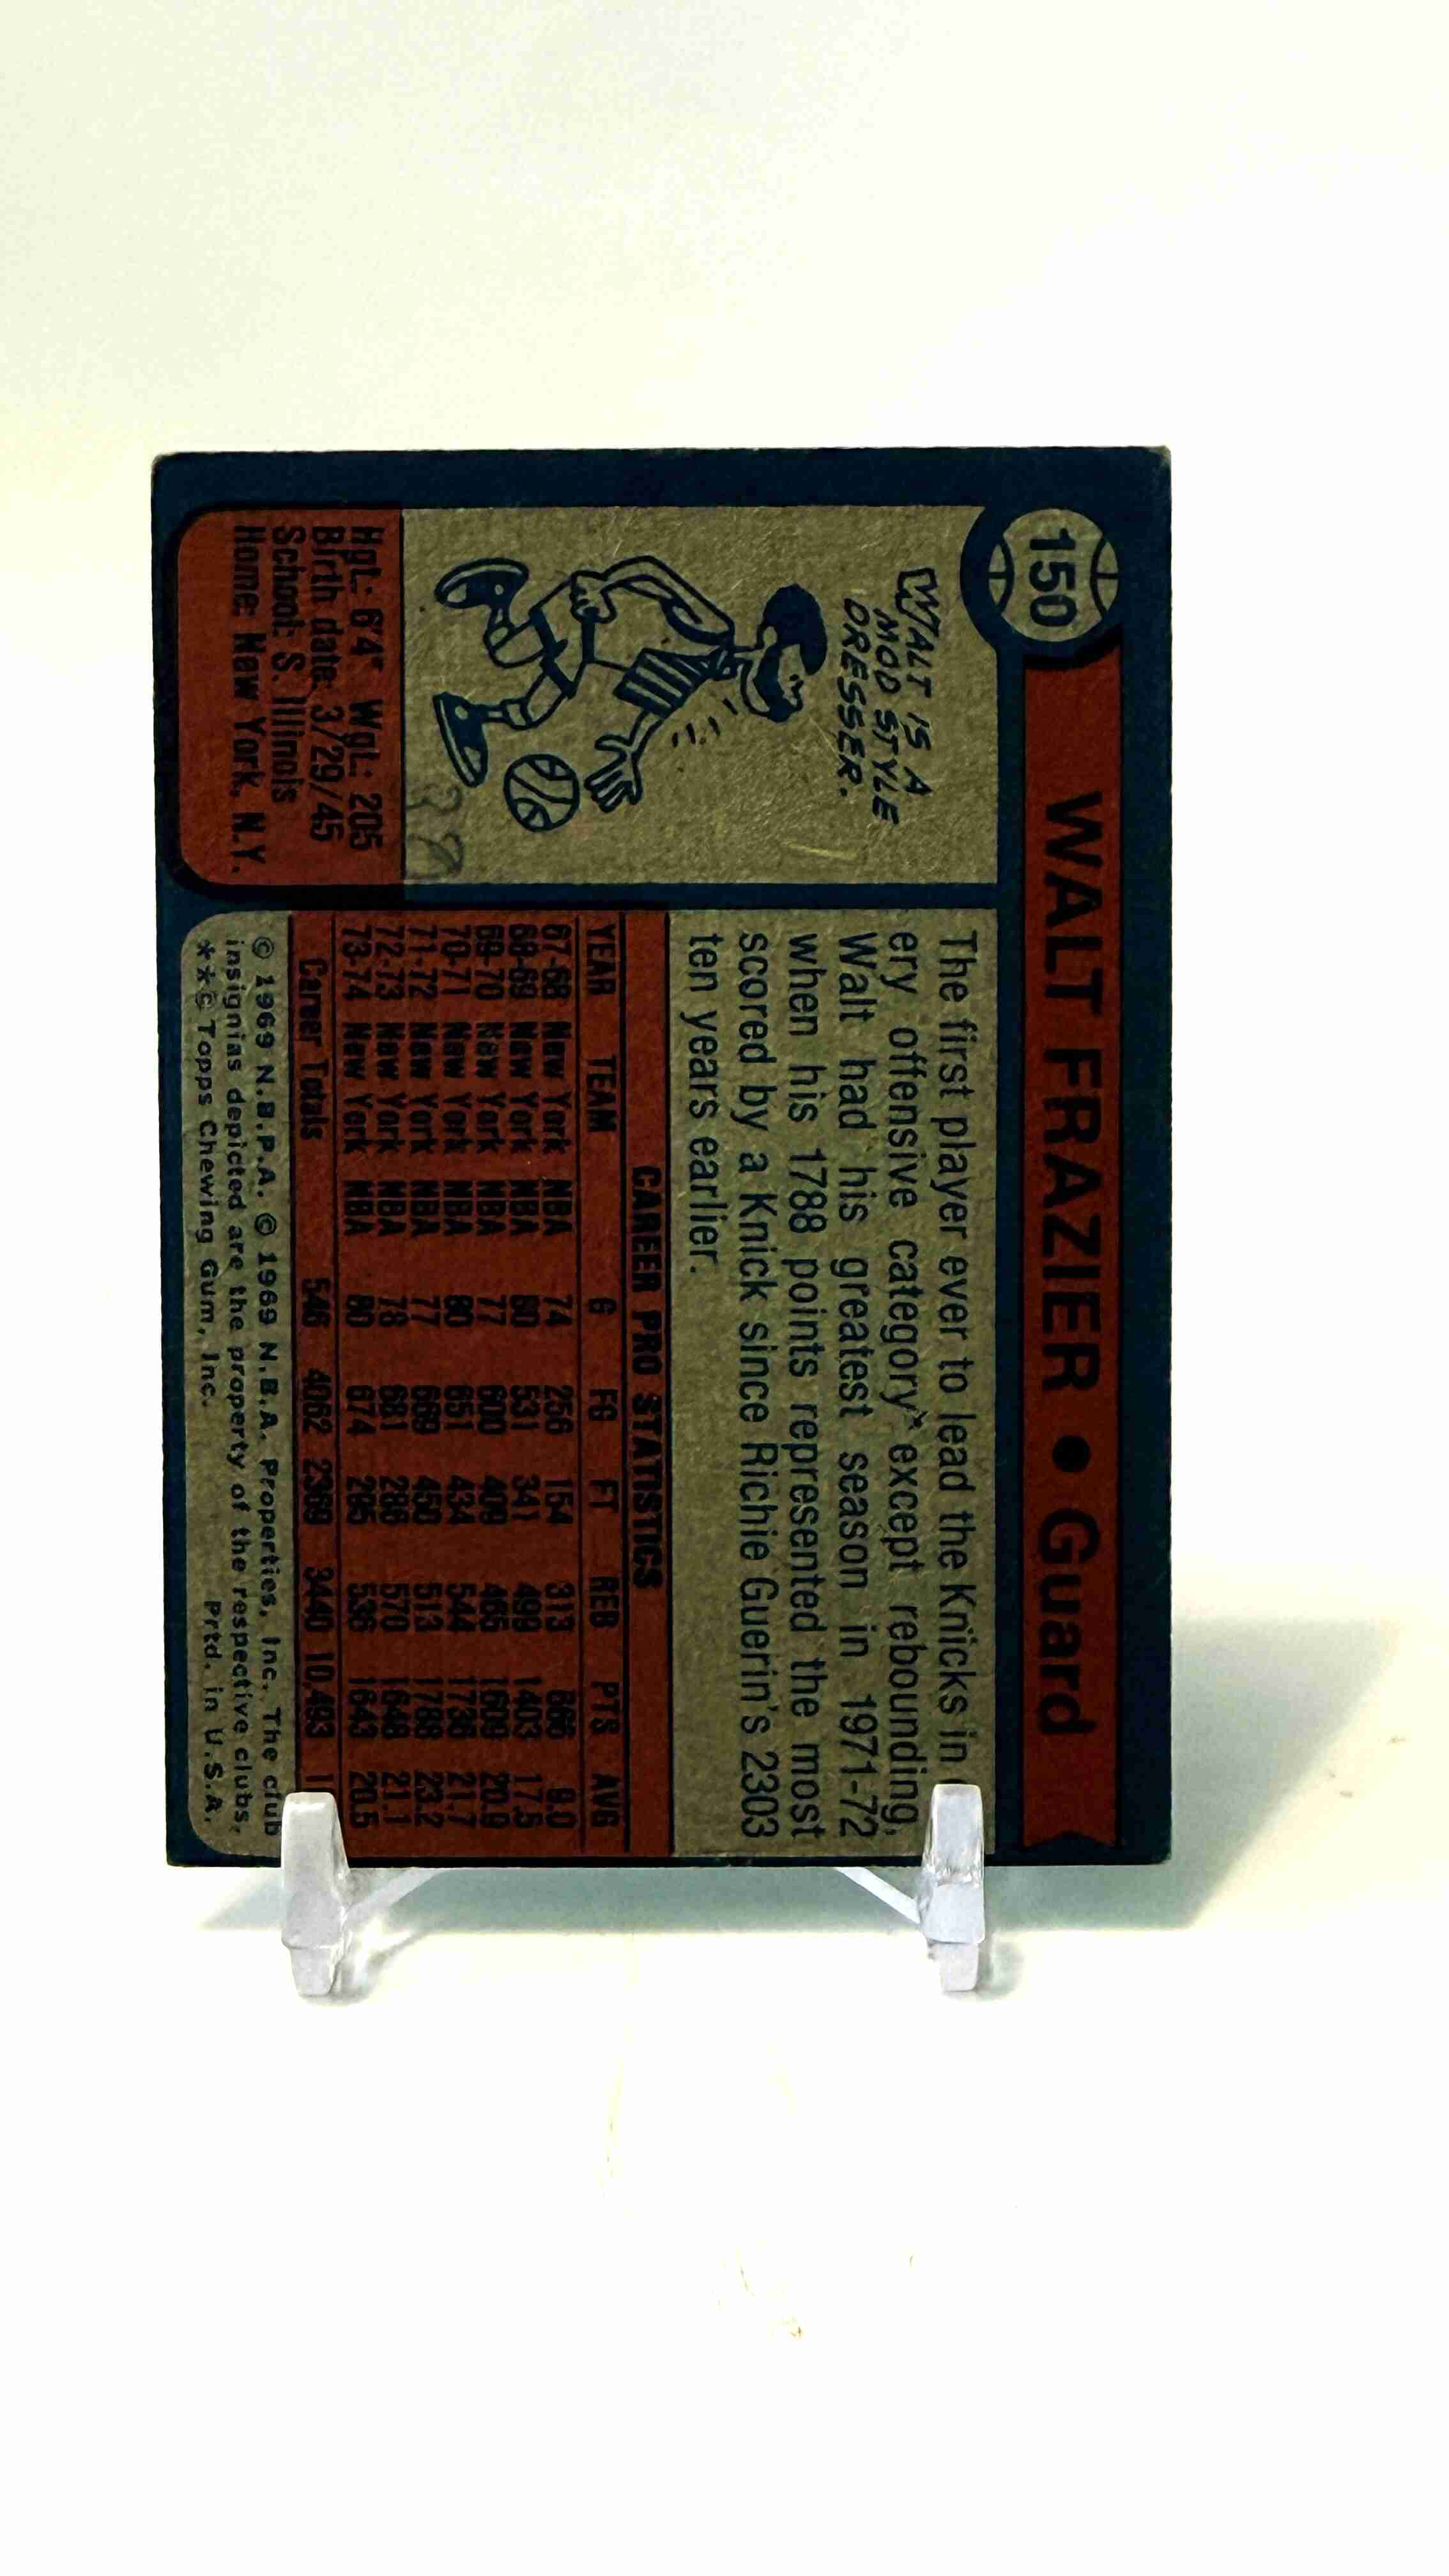 150
WALT FRAZIER • Guard
WALT IS A
MOD STYLE
DRESSER.
32
Hgt.: 6'4" Wgt.: 205
Birth date: 3/29/45
School: S. Illinois
Home: New York, N.Y.
The first player ever to lead the Knicks in
ery offensive category* except rebounding,
Walt had his greatest season in 1971-72
when his 1788 points represented the most
scored by a Knick since Richie Guerin's 2303
ten years earlier.
CAREER PRO STATISTICS
YEAR TEAM G FG FT REB PTS AVG
67-68 New York NBA 74 256 154 313 666 9.0
68-69 New York NBA 80 531 341 499 1403 17.5
69-70 New York NBA 77 600 409 465 1609 20.9
70-71 New York NBA 80 651 434 544 1736 21.7
71-72 New York NBA 77 669 450 513 1788 23.2
72-73 New York NBA 78 681 286 570 1648 21.1
73-74 New York NBA 80 674 295 536 1643 20.5
Career Totals 546 4062 2369 3440 10,493
© 1969 N.B.P.A. © 1969 N.B.A. Properties, Inc. The club
insignias depicted are the property of the respective clubs,
**© Topps Chewing Gum, Inc. Prtd. in U.S.A.